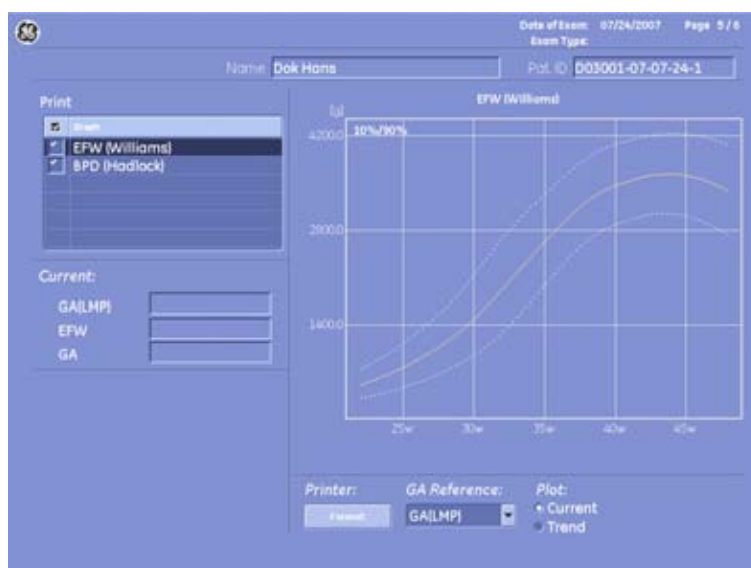 Date of Exam: 07/24/2007 Page 5/6
Exam Type:
Name Dok Hans Pat. ID D03001-07-07-24-1
Print
EFW (Williams)
BPD (Hadlock)
Current:
GA(LMP)
EFW
GA
EFW (Williams)
[g]
10%/90%
4200.0
2800.0
1400.0
25w 30w 35w 40w 45w
Printer: GA Reference: Plot:
GA(LMP) Current
Trend